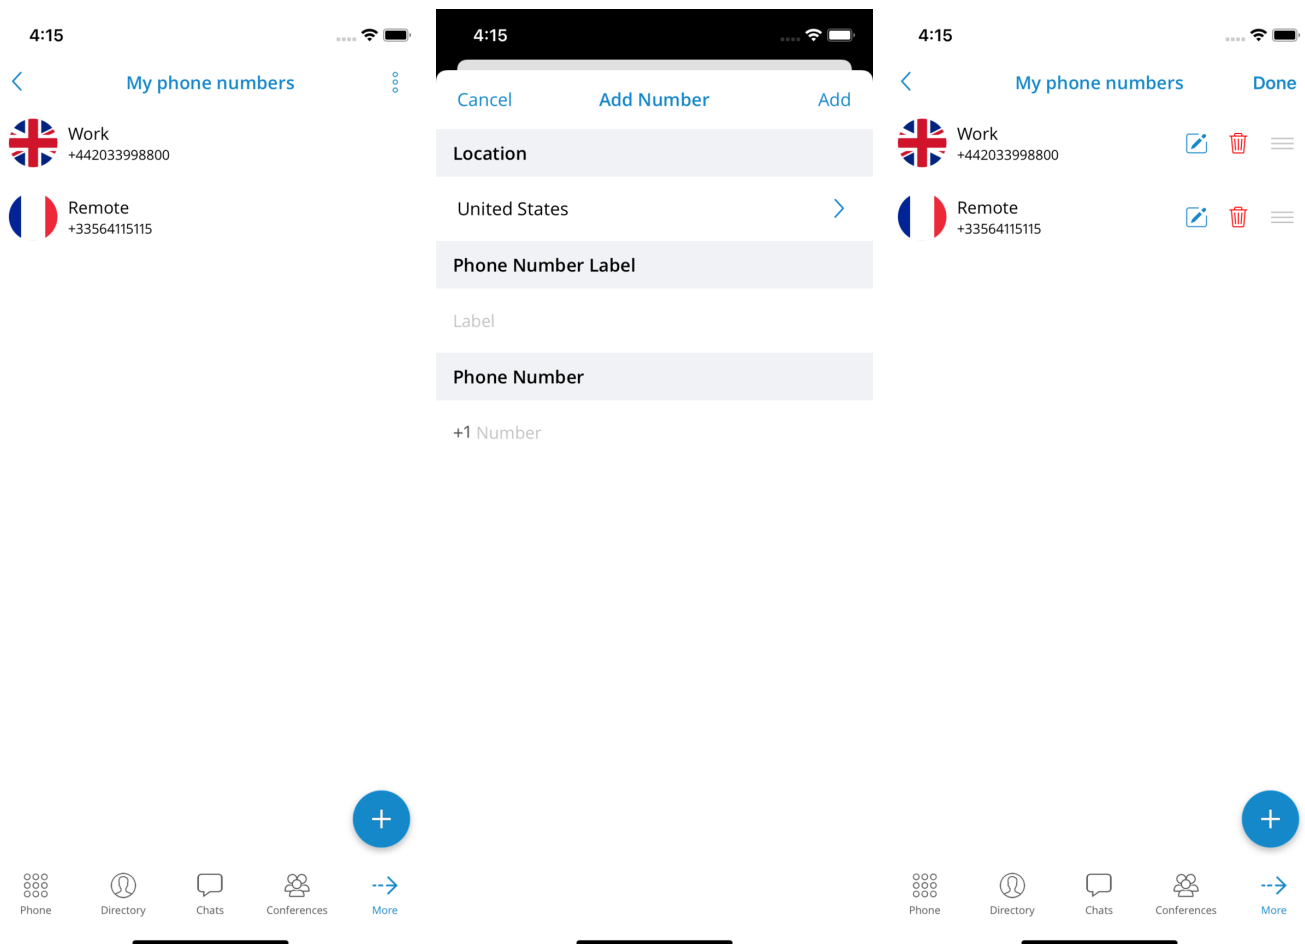 4:15
My phone numbers
Work
+442033998800
Remote
+33564115115
Phone
Directory
Chats
Conferences
More
4:15
Cancel
Add Number
Add
Location
United States
Phone Number Label
Label
Phone Number
+1 Number
4:15
My phone numbers
Done
Work
+442033998800
Remote
+33564115115
Phone
Directory
Chats
Conferences
More